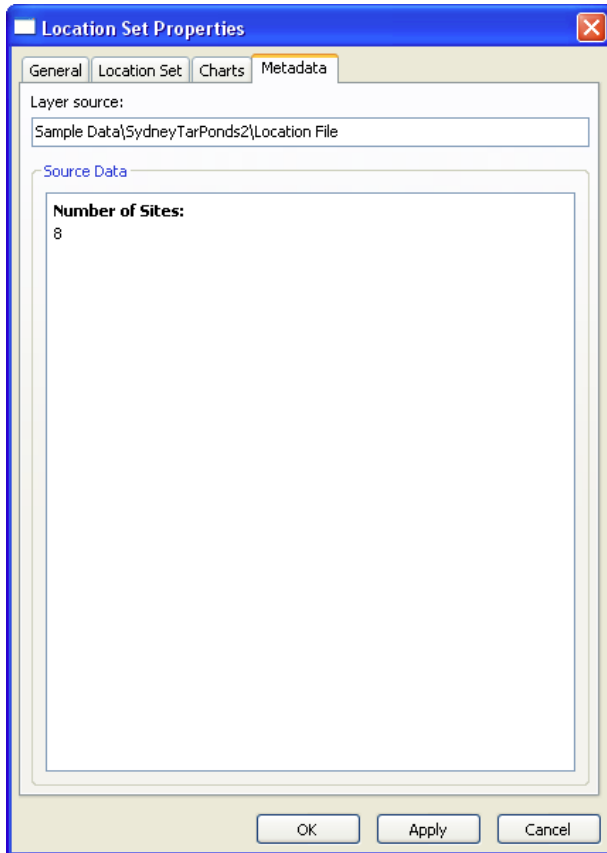 Location Set Properties
General Location Set Charts Metadata
Layer source:
Sample Data\SydneyTarPonds2\Location File
Source Data
Number of Sites:
8
OK Apply Cancel